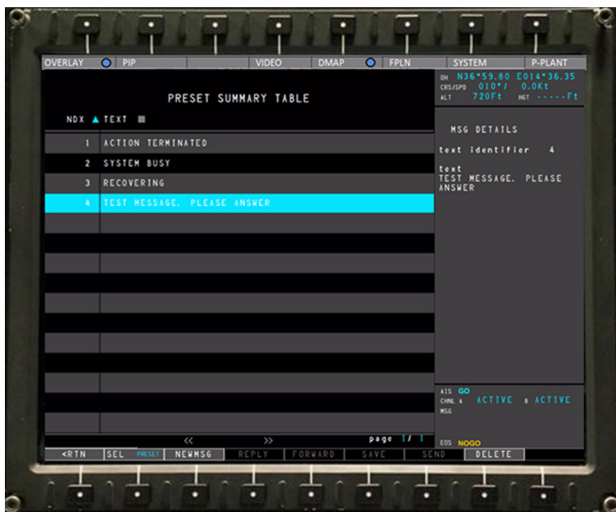 OVERLAY PIP VIDEO DMAP FPLN SYSTEM P-PLANT
OH N36°59.80 E014°36.35
CRS/SPD 010°/ 0.0Kt
ALT 720Ft HGT -----Ft
PRESET SUMMARY TABLE
NDX ▲ TEXT
1 ACTION TERMINATED
2 SYSTEM BUSY
3 RECOVERING
4 TEST MESSAGE. PLEASE ANSWER
MSG DETAILS
text identifier 4
text
TEST MESSAGE. PLEASE
ANSWER
AIS GO
CHNL A ACTIVE B ACTIVE
MSG
EOS NOGO
<< >> page 1/ 1
<RTN SEL PRESET NEWMSG REPLY FORWARD SAVE SEND DELETE